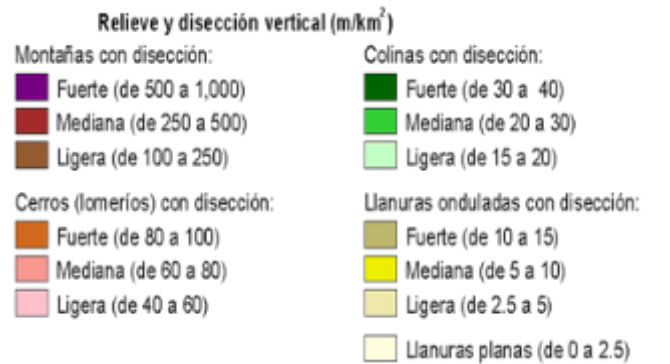 Relieve y disección vertical (m/km²)
Montañas con disección:
Fuerte (de 500 a 1,000)
Mediana (de 250 a 500)
Ligera (de 100 a 250)
Cerros (lomeríos) con disección:
Fuerte (de 80 a 100)
Mediana (de 60 a 80)
Ligera (de 40 a 60)
Colinas con disección:
Fuerte (de 30 a 40)
Mediana (de 20 a 30)
Ligera (de 15 a 20)
Llanuras onduladas con disección:
Fuerte (de 10 a 15)
Mediana (de 5 a 10)
Ligera (de 2.5 a 5)
Llanuras planas (de 0 a 2.5)